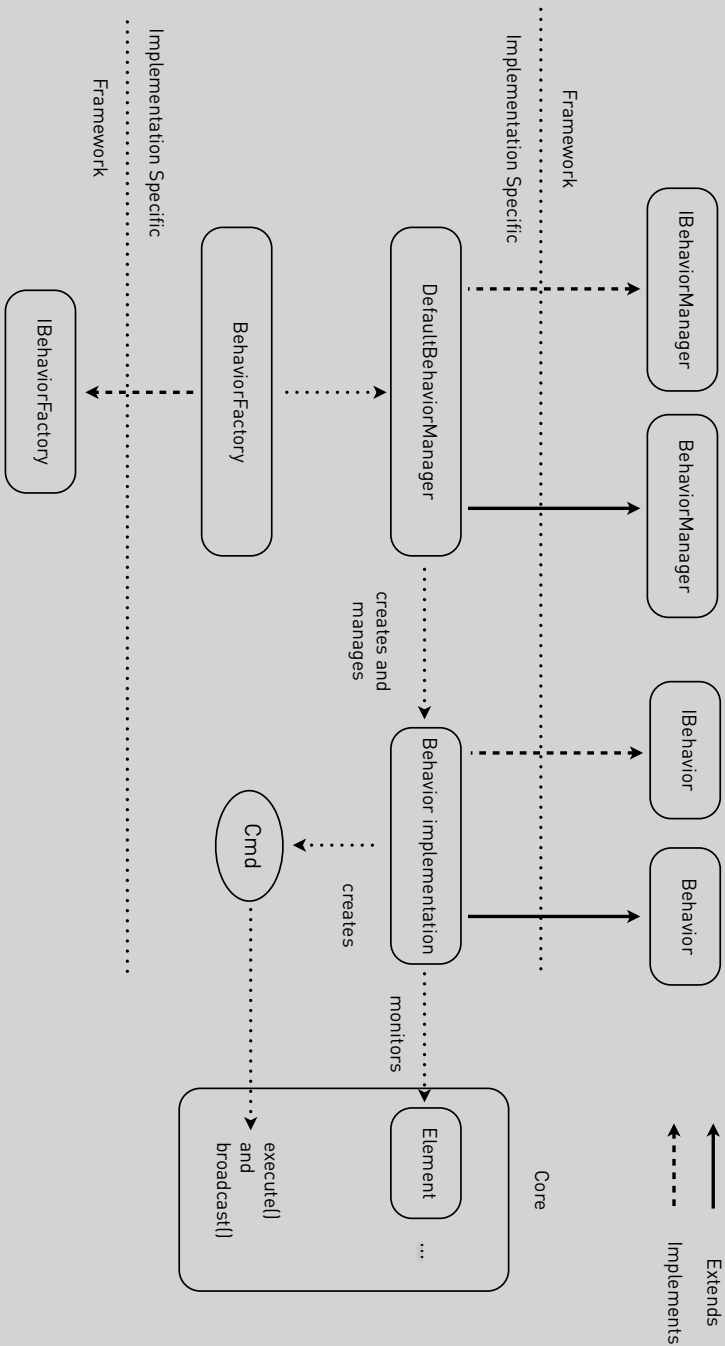 IBehaviorManager
BehaviorManager
IBehavior
Behavior
Extends
Implements
Framework
Implementation Specific
DefaultBehaviorManager
creates and
manages
Behavior implementation
monitors
Core
Element
...
BehaviorFactory
creates
Cmd
execute()
and
broadcast()
Implementation Specific
Framework
IBehaviorFactory